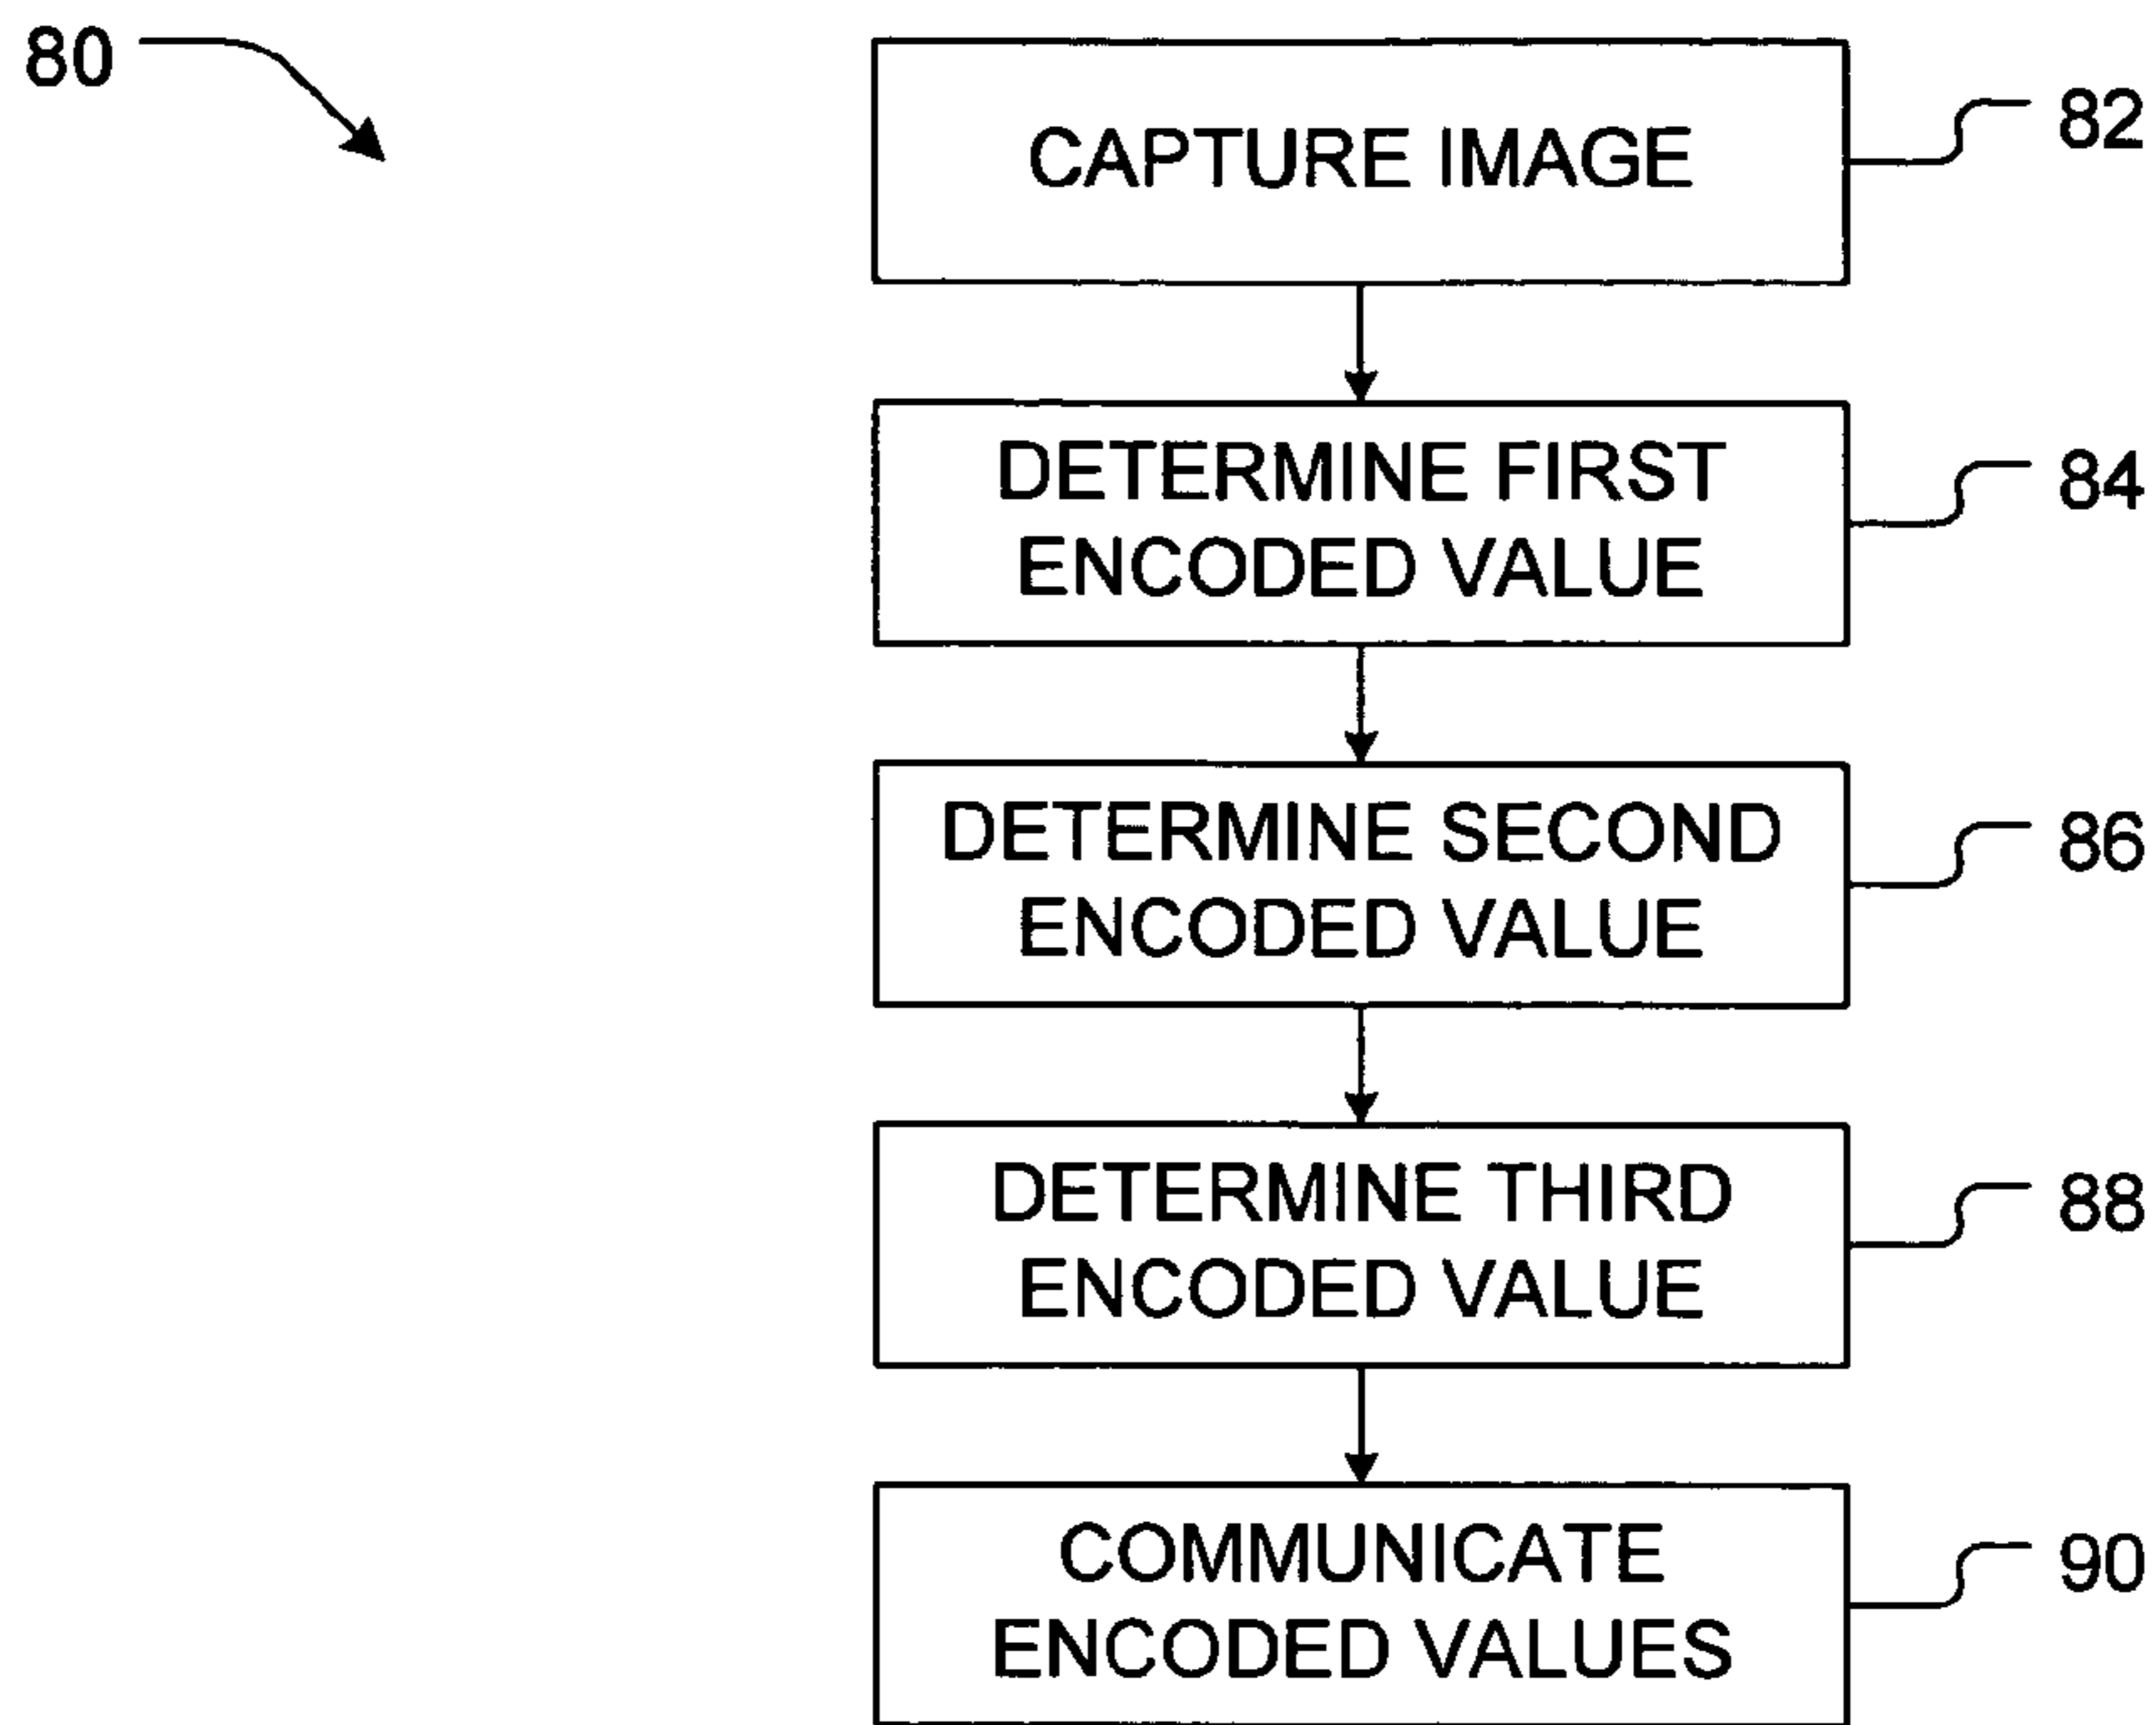 80
CAPTURE IMAGE
82
DETERMINE FIRST
ENCODED VALUE
84
DETERMINE SECOND
ENCODED VALUE
86
DETERMINE THIRD
ENCODED VALUE
88
COMMUNICATE
ENCODED VALUES
90